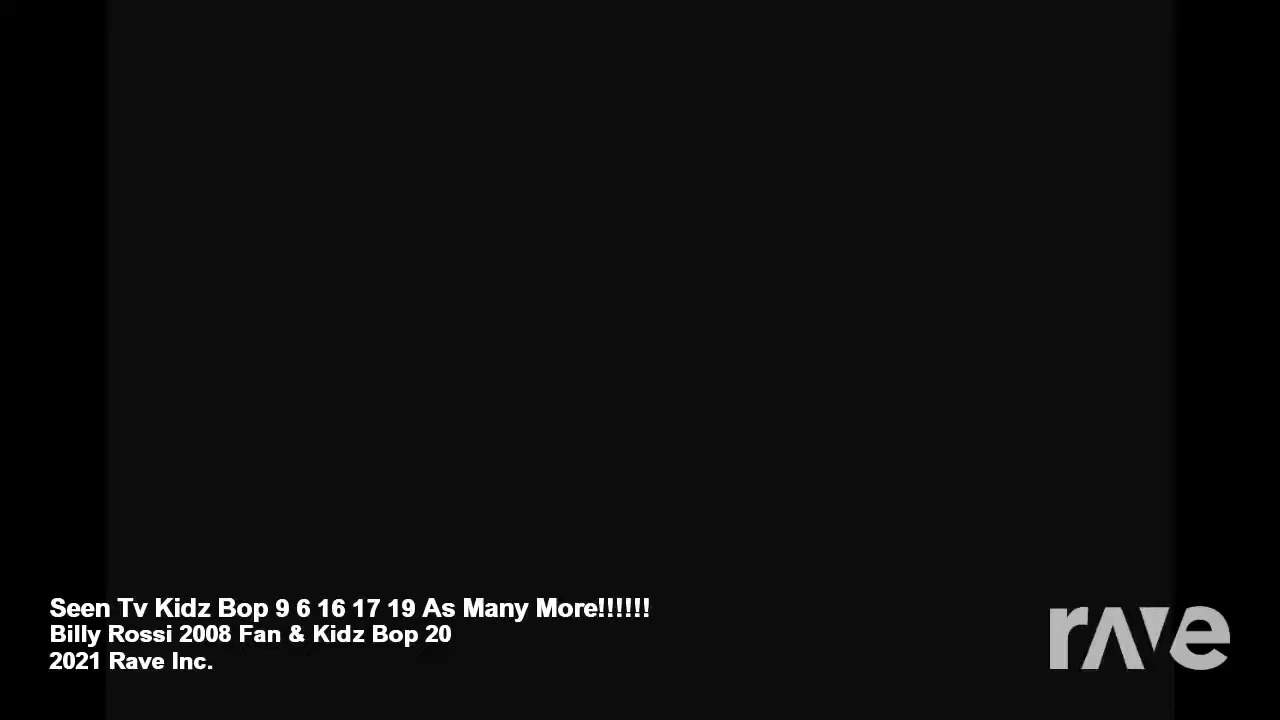 Seen Tv Kidz Bop 9 6 16 17 19 As Many More!!!!!!
Billy Rossi 2008 Fan & Kidz Bop 20
2021 Rave Inc.
rave